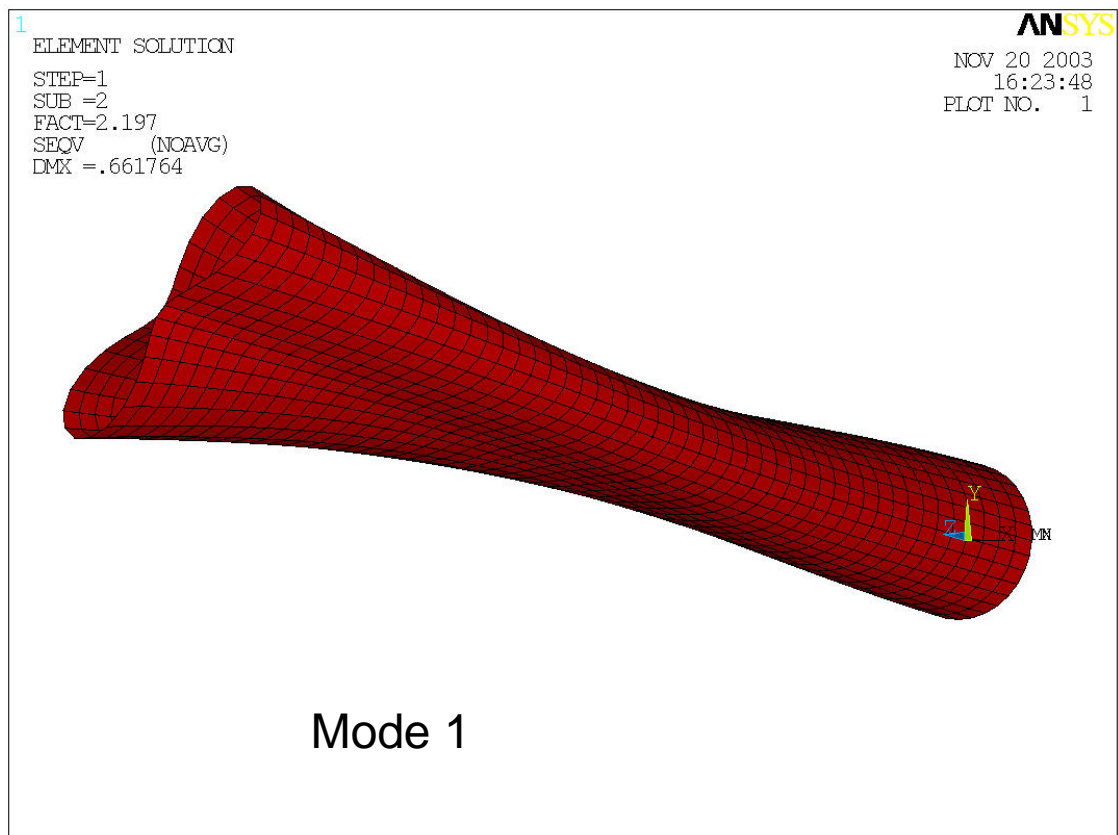 1
ANSYS
ELEMENT SOLUTION
STEP=1
SUB =2
FACT=2.197
SEQV (NOAVG)
DMX =.661764
NOV 20 2003
16:23:48
PLOT NO. 1
Y
Z
X
Mode 1